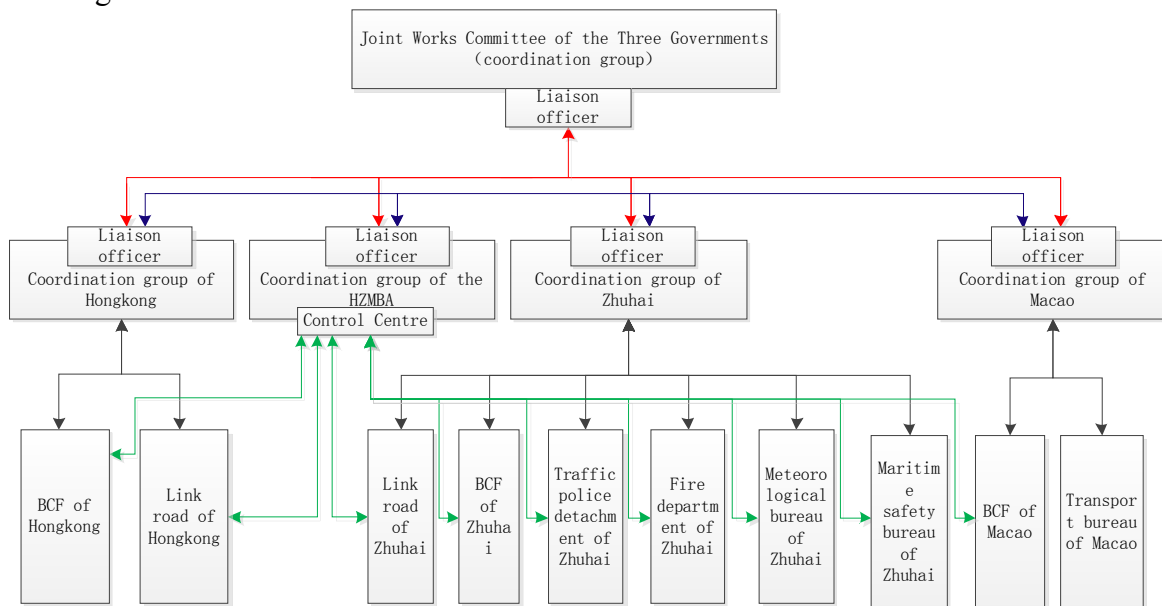 Joint Works Committee of the Three Governments
(coordination group)
Liaison
officer
Liaison
officer
Coordination group of
Hongkong
Liaison
officer
Coordination group of the
HZMBA
Control Centre
Liaison
officer
Coordination group of
Zhuhai
Liaison
officer
Coordination group of
Macao
BCF of
Hongkong
Link
road of
Hongkong
Link
road
of
Zhuhai
BCF
of
Zhuha
i
Traffic
police
detachm
ent of
Zhuhai
Fire
departm
ent of
Zhuhai
Meteoro
logical
bureau
of
Zhuhai
Maritim
e
safety
bureau
of
Zhuhai
BCF of
Macao
Transpor
t bureau
of Macao